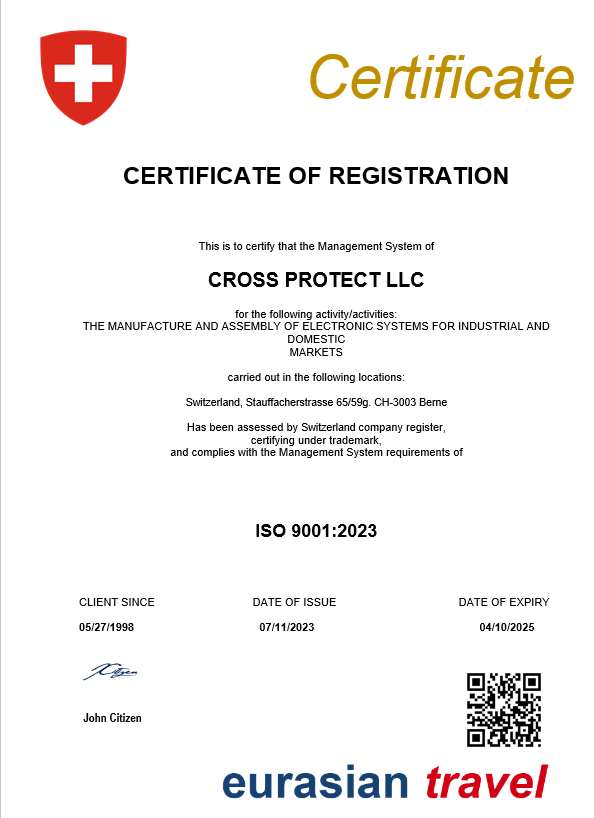 Certificate
CERTIFICATE OF REGISTRATION
This is to certify that the Management System of
CROSS PROTECT LLC
for the following activity/activities:
THE MANUFACTURE AND ASSEMBLY OF ELECTRONIC SYSTEMS FOR INDUSTRIAL AND
DOMESTIC
MARKETS
carried out in the following locations:
Switzerland, Stauffacherstrasse 65/59g. CH-3003 Berne
Has been assessed by Switzerland company register,
certifying under trademark,
and complies with the Management System requirements of
ISO 9001:2023
CLIENT SINCE DATE OF ISSUE DATE OF EXPIRY
05/27/1998 07/11/2023 04/10/2025
JCitizen
John Citizen
eurasian travel